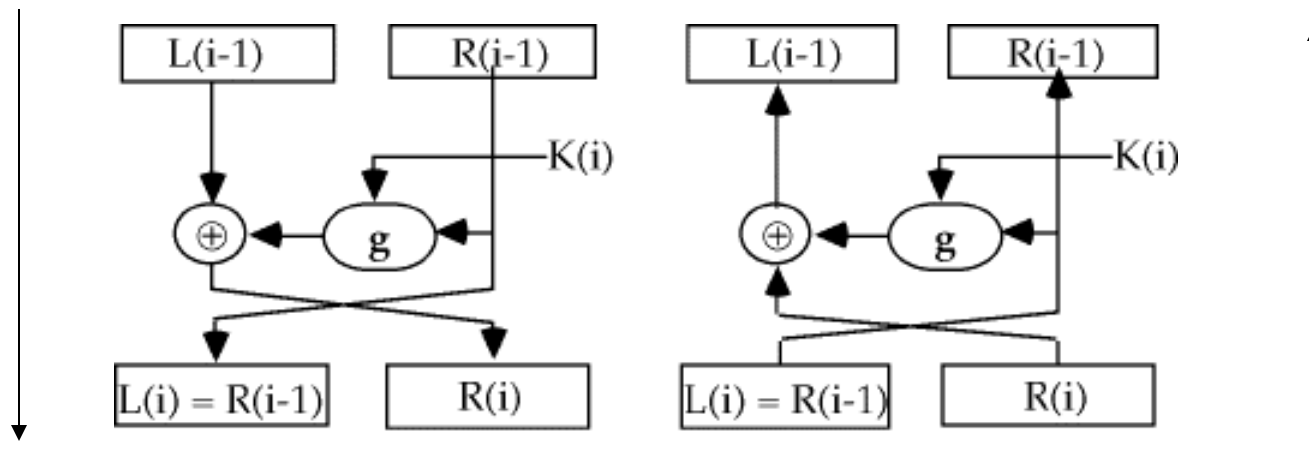 L(i-1) R(i-1) L(i-1) R(i-1)
K(i) K(i)
⊕ g ⊕ g
L(i) = R(i-1) R(i) L(i) = R(i-1) R(i)